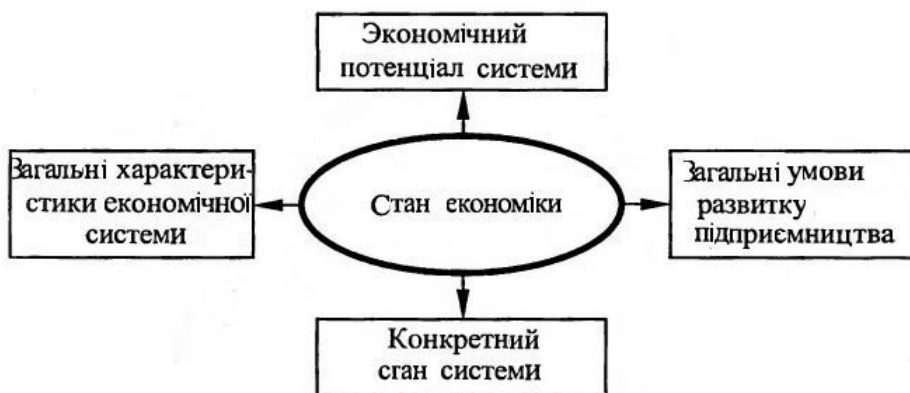 Экономічний
потенціал системи
Загальні характери-
стики економічної
системи
Стан економіки
Загальні умови
развитку
підприємництва
Конкретний
сган системи